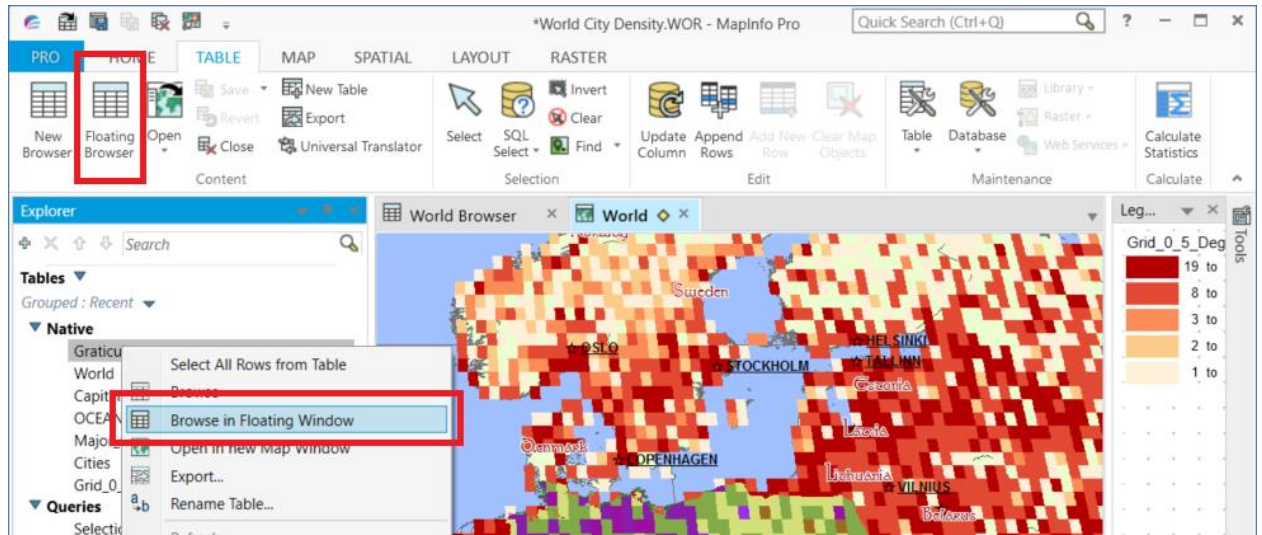 *World City Density.WOR - MapInfo Pro
Quick Search (Ctrl+Q)
?
PRO HOME TABLE MAP SPATIAL LAYOUT RASTER
New Browser
Floating Browser
Open
Save
Revert
Close
New Table
Export
Universal Translator
Content
Select
SQL Select
Invert
Clear
Find
Selection
Update Column
Append Rows
Add New Row
Clear Map Objects
Edit
Table
Database
Library
Raster
Web Services
Maintenance
Calculate Statistics
Calculate
Explorer
Search
Tables
Grouped : Recent
Native
World
OCEAN
Cities
Grid_0_
Queries
Select All Rows from Table
Browse
Browse in Floating Window
Open in new Map Window
Export...
Rename Table...
World Browser
World
Sweden
OSLO
STOCKHOLM
HELSINKI
TALLINN
Estonia
Latvia
Denmark
COPENHAGEN
Lithuania
VILNIUS
Belarus
Leg...
Tools
Grid_0_5_Deg
19 to
8 to
3 to
2 to
1 to